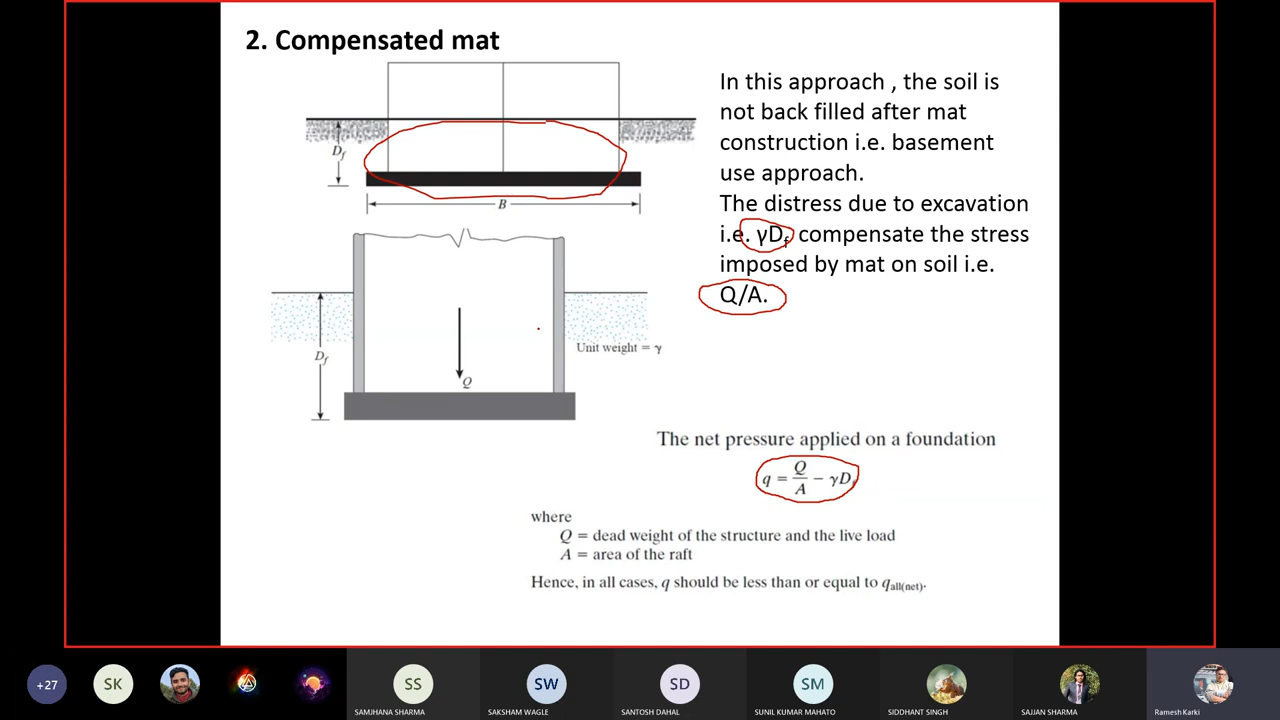 2. Compensated mat
In this approach , the soil is
not back filled after mat
construction i.e. basement
use approach.
The distress due to excavation
i.e. γDf compensate the stress
imposed by mat on soil i.e.
Q/A.
Df
B
Df
Q
Unit weight = γ
The net pressure applied on a foundation
q = Q/A − γDf
where
Q = dead weight of the structure and the live load
A = area of the raft
Hence, in all cases, q should be less than or equal to qall(net).
+27
SK
SS
SW
SD
SM
SAMJHANA SHARMA
SAKSHAM WAGLE
SANTOSH DAHAL
SUNIL KUMAR MAHATO
SIDDHANT SINGH
SAJJAN SHARMA
Ramesh Karki